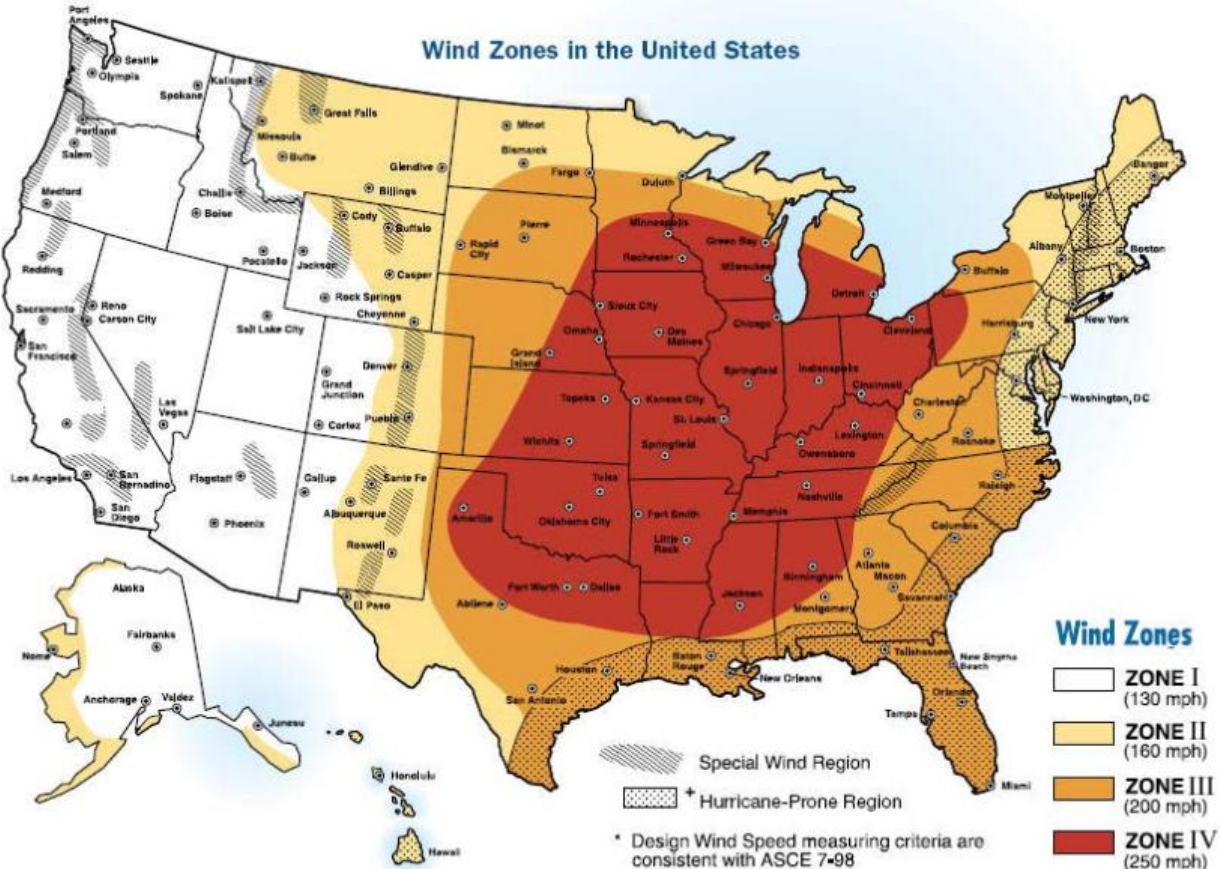 Wind Zones in the United States
Port
Angeles
Seattle
Olympia
Spokane
Kalispell
Great Falls
Portland
Salem
Missoula
Butte
Glendive
Billings
Minot
Bismarck
Fargo
Duluth
Bangor
Montpelier
Medford
Challis
Boise
Cody
Buffalo
Pierre
Rapid
City
Minneapolis
Rochester
Green Bay
Milwaukee
Albany
Boston
Buffalo
Detroit
Redding
Pocatello
Jackson
Casper
Rock Springs
Cheyenne
Sioux City
Omaha
Des
Moines
Chicago
Cleveland
Harrisburg
New York
Sacramento
Reno
Carson City
Salt Lake City
San
Francisco
Denver
Grand
Junction
Grand
Island
Springfield
Indianapolis
Cincinnati
Washington, DC
Las
Vegas
Cortez
Pueblo
Topeka
Kansas City
St. Louis
Charleston
Lexington
Roanoke
Wichita
Springfield
Owensboro
Los Angeles
San
Bernadino
San
Diego
Flagstaff
Gallup
Sante Fe
Albuquerque
Tulsa
Nashville
Raleigh
Phoenix
Amarillo
Oklahoma City
Fort Smith
Memphis
Columbia
Roswell
Little
Rock
Atlanta
Macon
Birmingham
El Paso
Abilene
Fort Worth
Dallas
Jackson
Montgomery
Savannah
Alaska
Fairbanks
Nome
Anchorage
Valdez
Juneau
Houston
San Antonio
Baton
Rouge
New Orleans
Tallahassee
New Smyrna
Beach
Orlando
Tampa
Miami
Honolulu
Hawaii
Special Wind Region
+ Hurricane-Prone Region
* Design Wind Speed measuring criteria are
consistent with ASCE 7-98
Wind Zones
ZONE I
(130 mph)
ZONE II
(160 mph)
ZONE III
(200 mph)
ZONE IV
(250 mph)